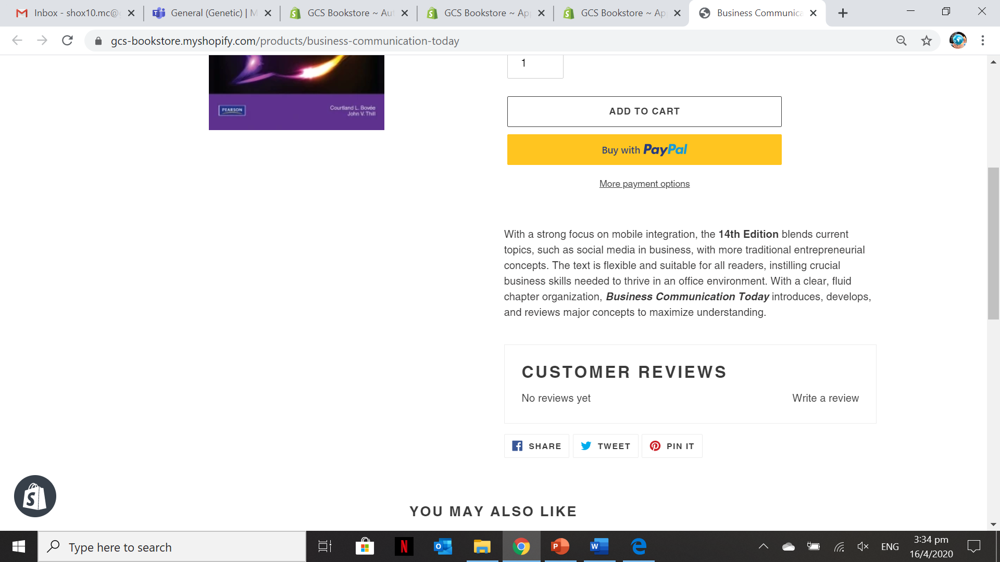 Inbox - shox10.mc@
General (Genetic) | M
GCS Bookstore ~ Aut
GCS Bookstore ~ Ap
GCS Bookstore ~ Ap
Business Communica
gcs-bookstore.myshopify.com/products/business-communication-today
1
PEARSON
Courtland L. Bovée
John V. Thill
ADD TO CART
Buy with PayPal
More payment options
With a strong focus on mobile integration, the 14th Edition blends current
topics, such as social media in business, with more traditional entrepreneurial
concepts. The text is flexible and suitable for all readers, instilling crucial
business skills needed to thrive in an office environment. With a clear, fluid
chapter organization, Business Communication Today introduces, develops,
and reviews major concepts to maximize understanding.
CUSTOMER REVIEWS
No reviews yet
Write a review
SHARE
TWEET
PIN IT
YOU MAY ALSO LIKE
Type here to search
ENG
3:34 pm
16/4/2020